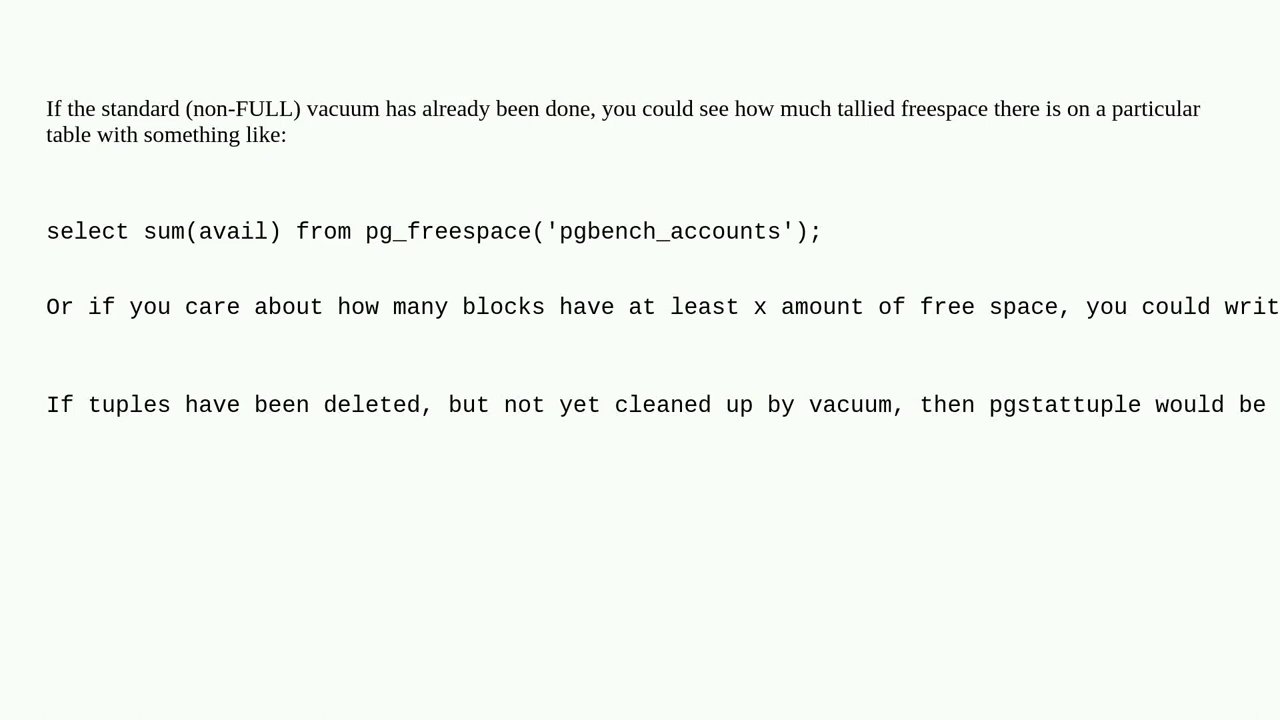 If the standard (non-FULL) vacuum has already been done, you could see how much tallied freespace there is on a particular
table with something like:
select sum(avail) from pg_freespace('pgbench_accounts');
Or if you care about how many blocks have at least x amount of free space, you could writ
If tuples have been deleted, but not yet cleaned up by vacuum, then pgstattuple would be